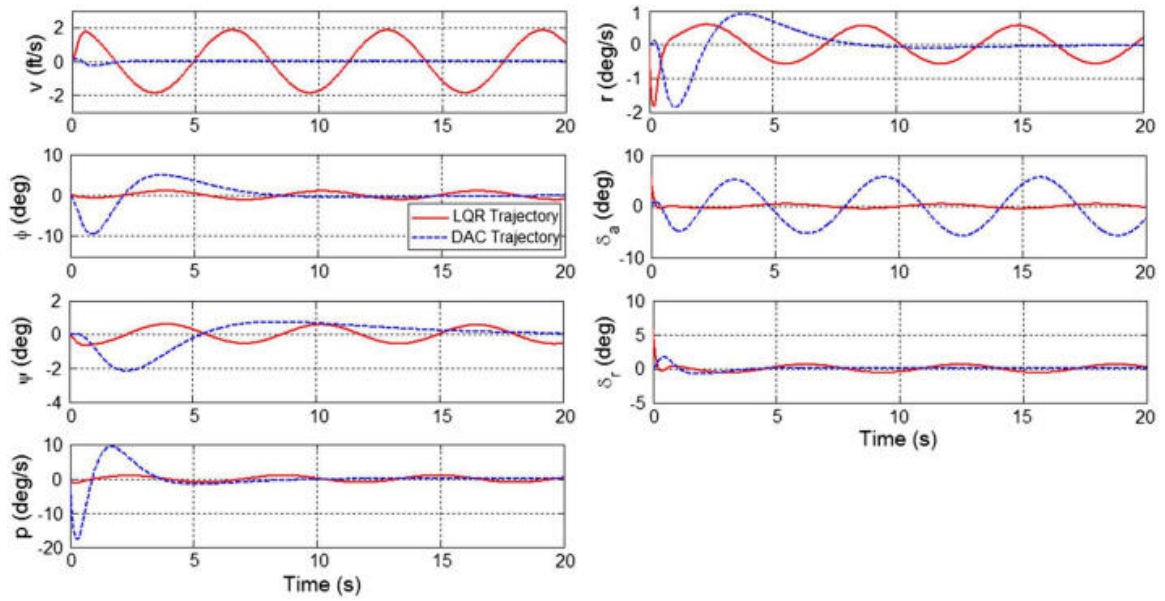 v (ft/s)
2
0
-2
0 5 10 15 20
ϕ (deg)
10
0
-10
LQR Trajectory
DAC Trajectory
0 5 10 15 20
ψ (deg)
2
0
-2
-4
0 5 10 15 20
p (deg/s)
10
0
-10
-20
0 5 10 15 20
Time (s)
r (deg/s)
1
0
-1
-2
0 5 10 15 20
δa (deg)
10
0
-10
0 5 10 15 20
δr (deg)
10
5
0
-5
0 5 10 15 20
Time (s)